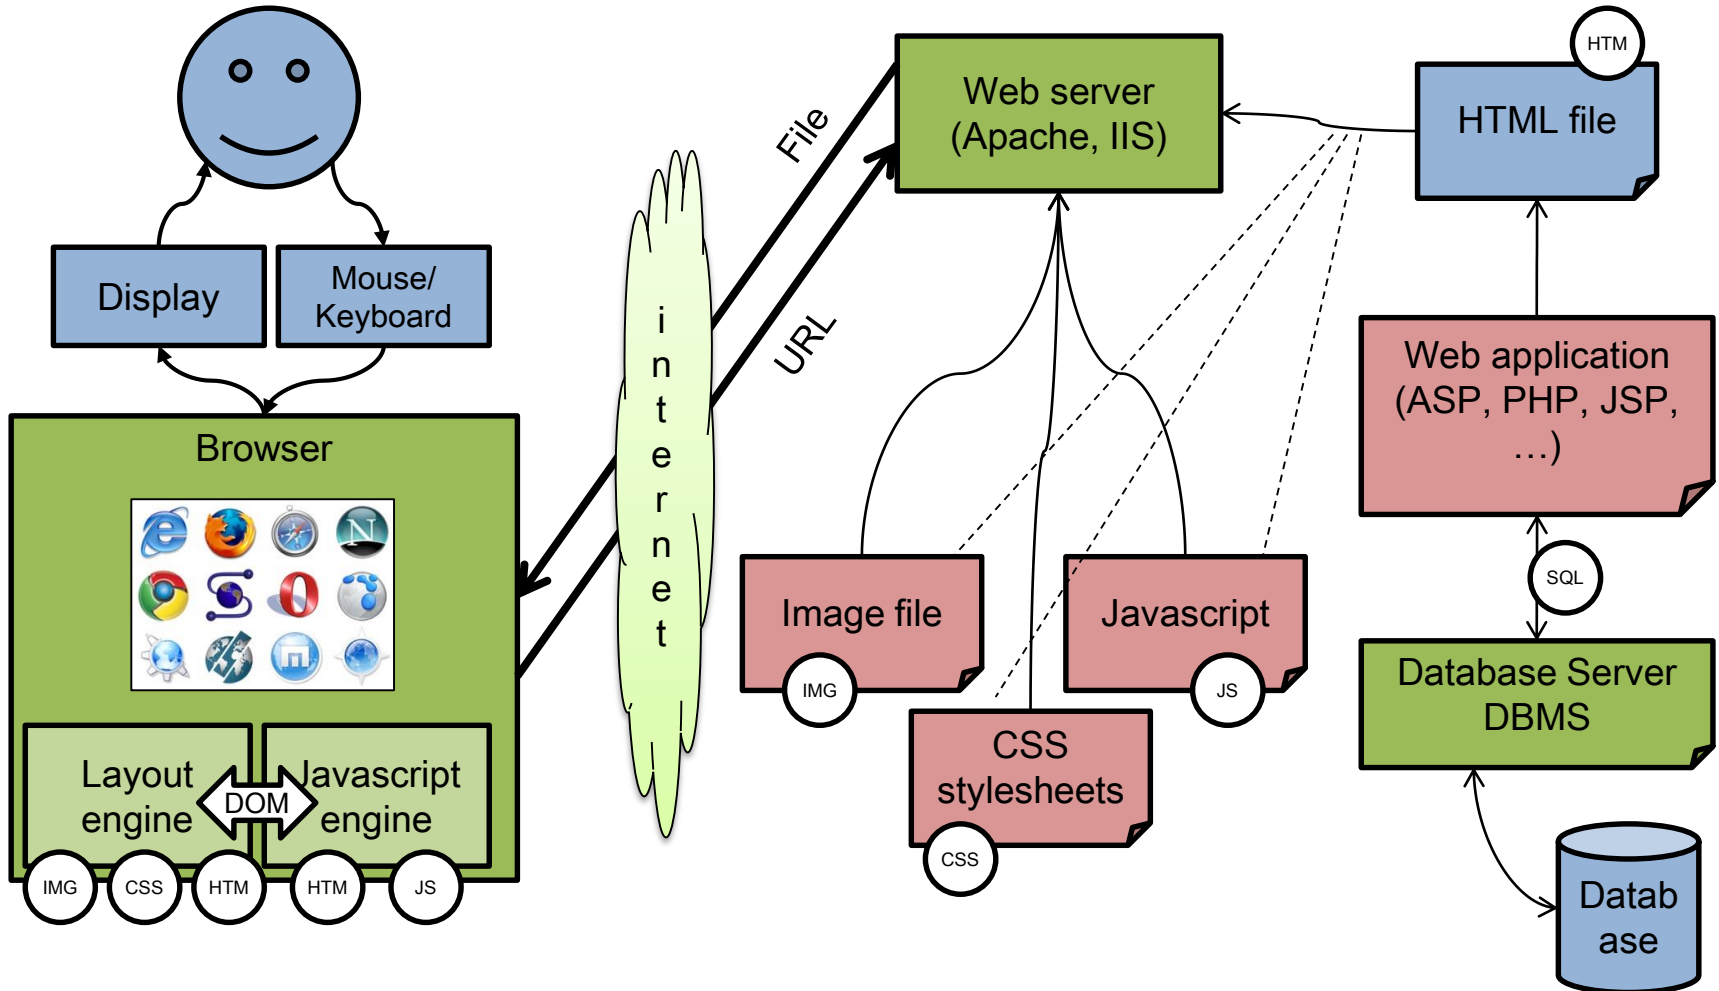 Display
Mouse/
Keyboard
Browser
N
m
Layout
engine
DOM
Javascript
engine
IMG
CSS
HTM
HTM
JS
i
n
t
e
r
n
e
t
File
URL
Web server
(Apache, IIS)
Image file
IMG
CSS
stylesheets
CSS
Javascript
JS
HTM
HTML file
Web application
(ASP, PHP, JSP,
…)
SQL
Database Server
DBMS
Datab
ase